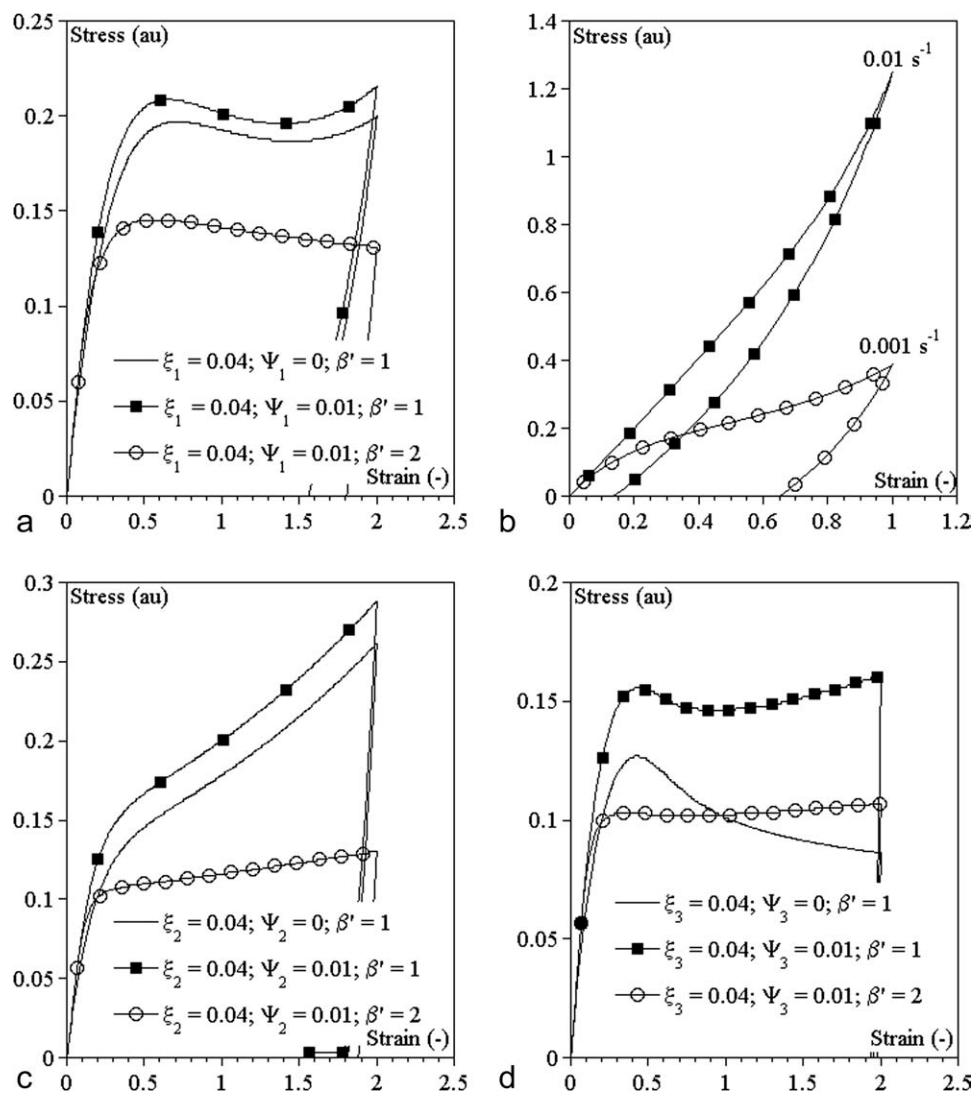 a
Stress (au)
0.25
0.2
0.15
0.1
0.05
0
ξ1 = 0.04; Ψ1 = 0; β' = 1
ξ1 = 0.04; Ψ1 = 0.01; β' = 1
ξ1 = 0.04; Ψ1 = 0.01; β' = 2
Strain (-)
0 0.5 1 1.5 2 2.5
b
Stress (au)
1.4
1.2
1
0.8
0.6
0.4
0.2
0
0.01 s-1
0.001 s-1
Strain (-)
0 0.2 0.4 0.6 0.8 1 1.2
c
Stress (au)
0.3
0.25
0.2
0.15
0.1
0.05
0
ξ2 = 0.04; Ψ2 = 0; β' = 1
ξ2 = 0.04; Ψ2 = 0.01; β' = 1
ξ2 = 0.04; Ψ2 = 0.01; β' = 2
Strain (-)
0 0.5 1 1.5 2 2.5
d
Stress (au)
0.2
0.15
0.1
0.05
0
ξ3 = 0.04; Ψ3 = 0; β' = 1
ξ3 = 0.04; Ψ3 = 0.01; β' = 1
ξ3 = 0.04; Ψ3 = 0.01; β' = 2
Strain (-)
0 0.5 1 1.5 2 2.5